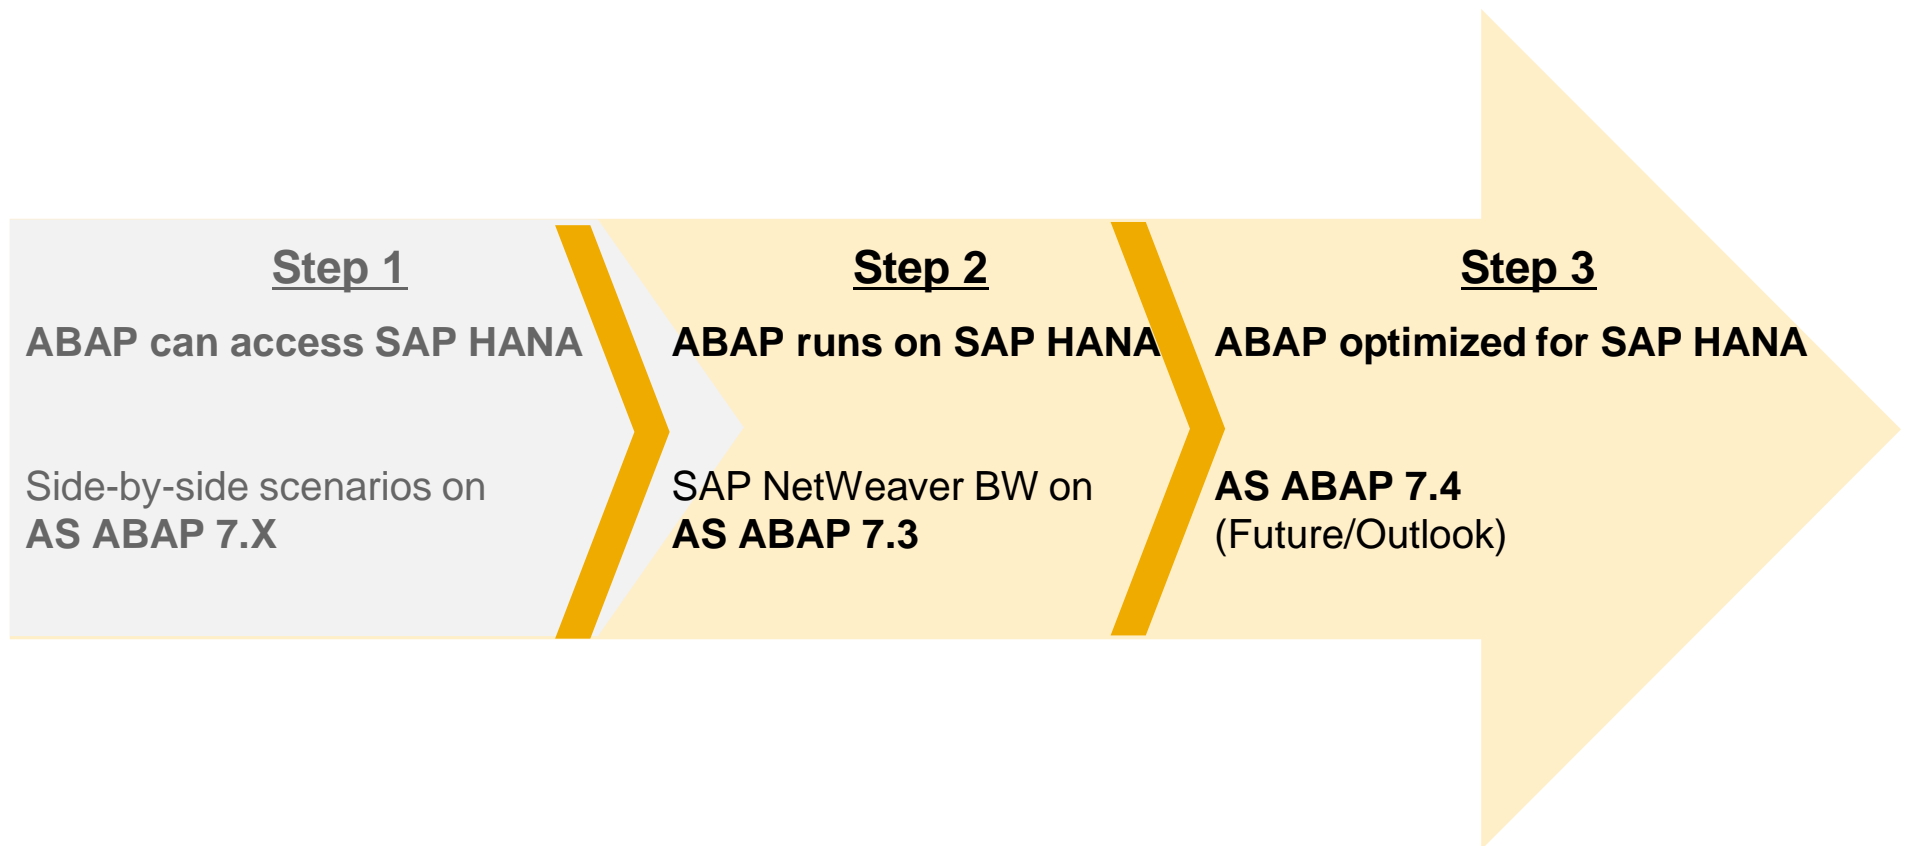 Step 1
ABAP can access SAP HANA
Side-by-side scenarios on
AS ABAP 7.X
Step 2
ABAP runs on SAP HANA
SAP NetWeaver BW on
AS ABAP 7.3
Step 3
ABAP optimized for SAP HANA
AS ABAP 7.4
(Future/Outlook)